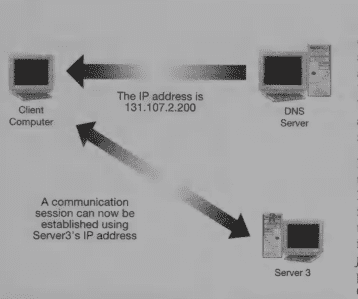 Client
Computer
The IP address is
131.107.2.200
DNS
Server
A communication
session can now be
established using
Server3's IP address
Server 3